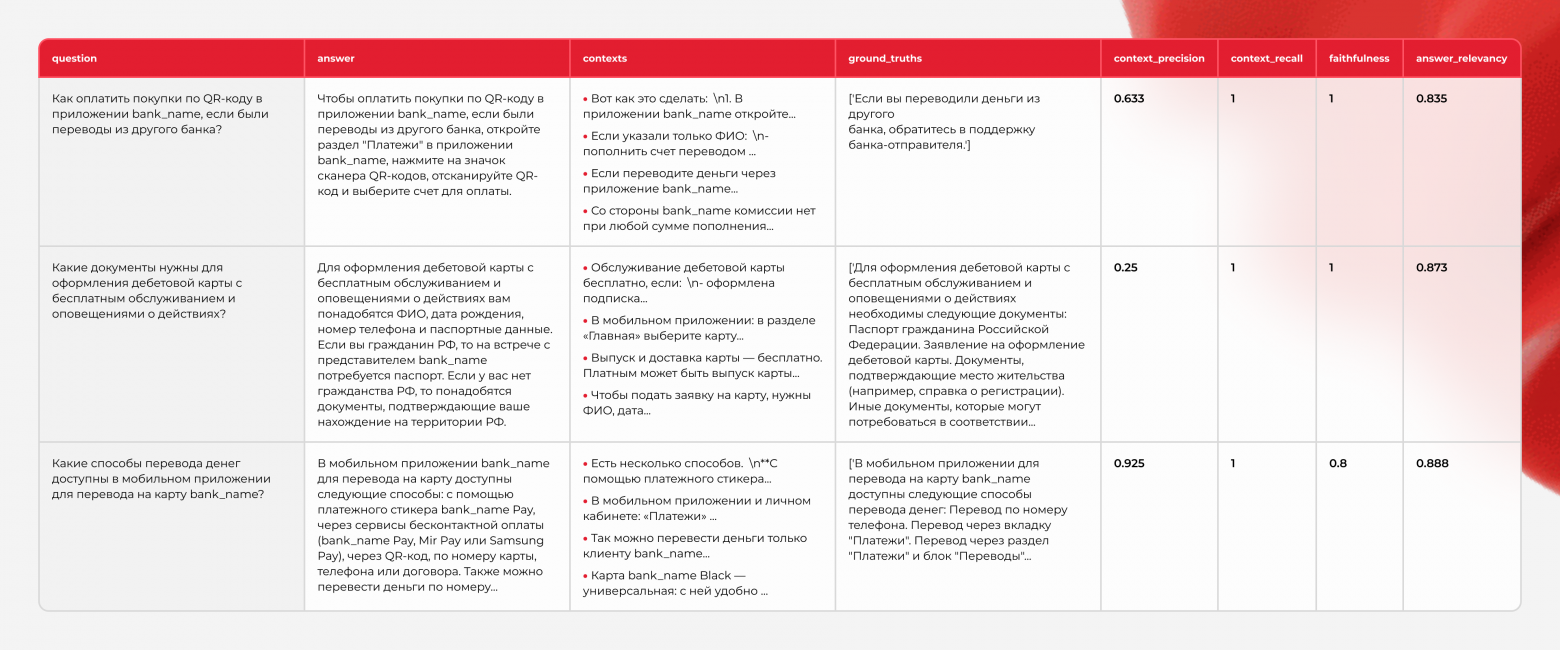 question
answer
contexts
ground_truths
context_precision
context_recall
faithfulness
answer_relevancy
Как оплатить покупки по QR-коду в
приложении bank_name, если были
переводы из другого банка?
Чтобы оплатить покупки по QR-коду в
приложении bank_name, если были
переводы из другого банка, откройте
раздел "Платежи" в приложении
bank_name, нажмите на значок
сканера QR-кодов, отсканируйте QR-
код и выберите счет для оплаты.
• Вот как это сделать:  \n1. В
приложении bank_name откройте...
• Если указали только ФИО:  \n-
пополнить счет переводом ...
• Если переводите деньги через
приложение bank_name...
• Со стороны bank_name комиссии нет
при любой сумме пополнения...
['Если вы переводили деньги из
другого
банка, обратитесь в поддержку
банка-отправителя.']
0.633
1
1
0.835
Какие документы нужны для
оформления дебетовой карты с
бесплатным обслуживанием и
оповещениями о действиях?
Для оформления дебетовой карты с
бесплатным обслуживанием и
оповещениями о действиях вам
понадобятся ФИО, дата рождения,
номер телефона и паспортные данные.
Если вы гражданин РФ, то на встрече с
представителем bank_name
потребуется паспорт. Если у вас нет
гражданства РФ, то понадобятся
документы, подтверждающие ваше
нахождение на территории РФ.
• Обслуживание дебетовой карты
бесплатно, если:  \n- оформлена
подписка...
• В мобильном приложении: в разделе
«Главная» выберите карту...
• Выпуск и доставка карты — бесплатно.
Платным может быть выпуск карты...
• Чтобы подать заявку на карту, нужны
ФИО, дата...
['Для оформления дебетовой карты с
бесплатным обслуживанием и
оповещениями о действиях
необходимы следующие документы:
Паспорт гражданина Российской
Федерации. Заявление на оформление
дебетовой карты. Документы,
подтверждающие место жительства
(например, справка о регистрации).
Иные документы, которые могут
потребоваться в соответствии...
0.25
1
1
0.873
Какие способы перевода денег
доступны в мобильном приложении
для перевода на карту bank_name?
В мобильном приложении bank_name
для перевода на карту доступны
следующие способы: с помощью
платежного стикера bank_name Pay,
через сервисы бесконтактной оплаты
(bank_name Pay, Mir Pay или Samsung
Pay), через QR-код, по номеру карты,
телефона или договора. Также можно
перевести деньги по номеру...
• Есть несколько способов.  \n**С
помощью платежного стикера...
• В мобильном приложении и личном
кабинете: «Платежи» ...
• Так можно перевести деньги только
клиенту bank_name...
• Карта bank_name Black —
универсальная: с ней удобно ...
['В мобильном приложении для
перевода на карту bank_name
доступны следующие способы
перевода денег: Перевод по номеру
телефона. Перевод через вкладку
"Платежи". Перевод через раздел
"Платежи" и блок "Переводы"...
0.925
1
0.8
0.888